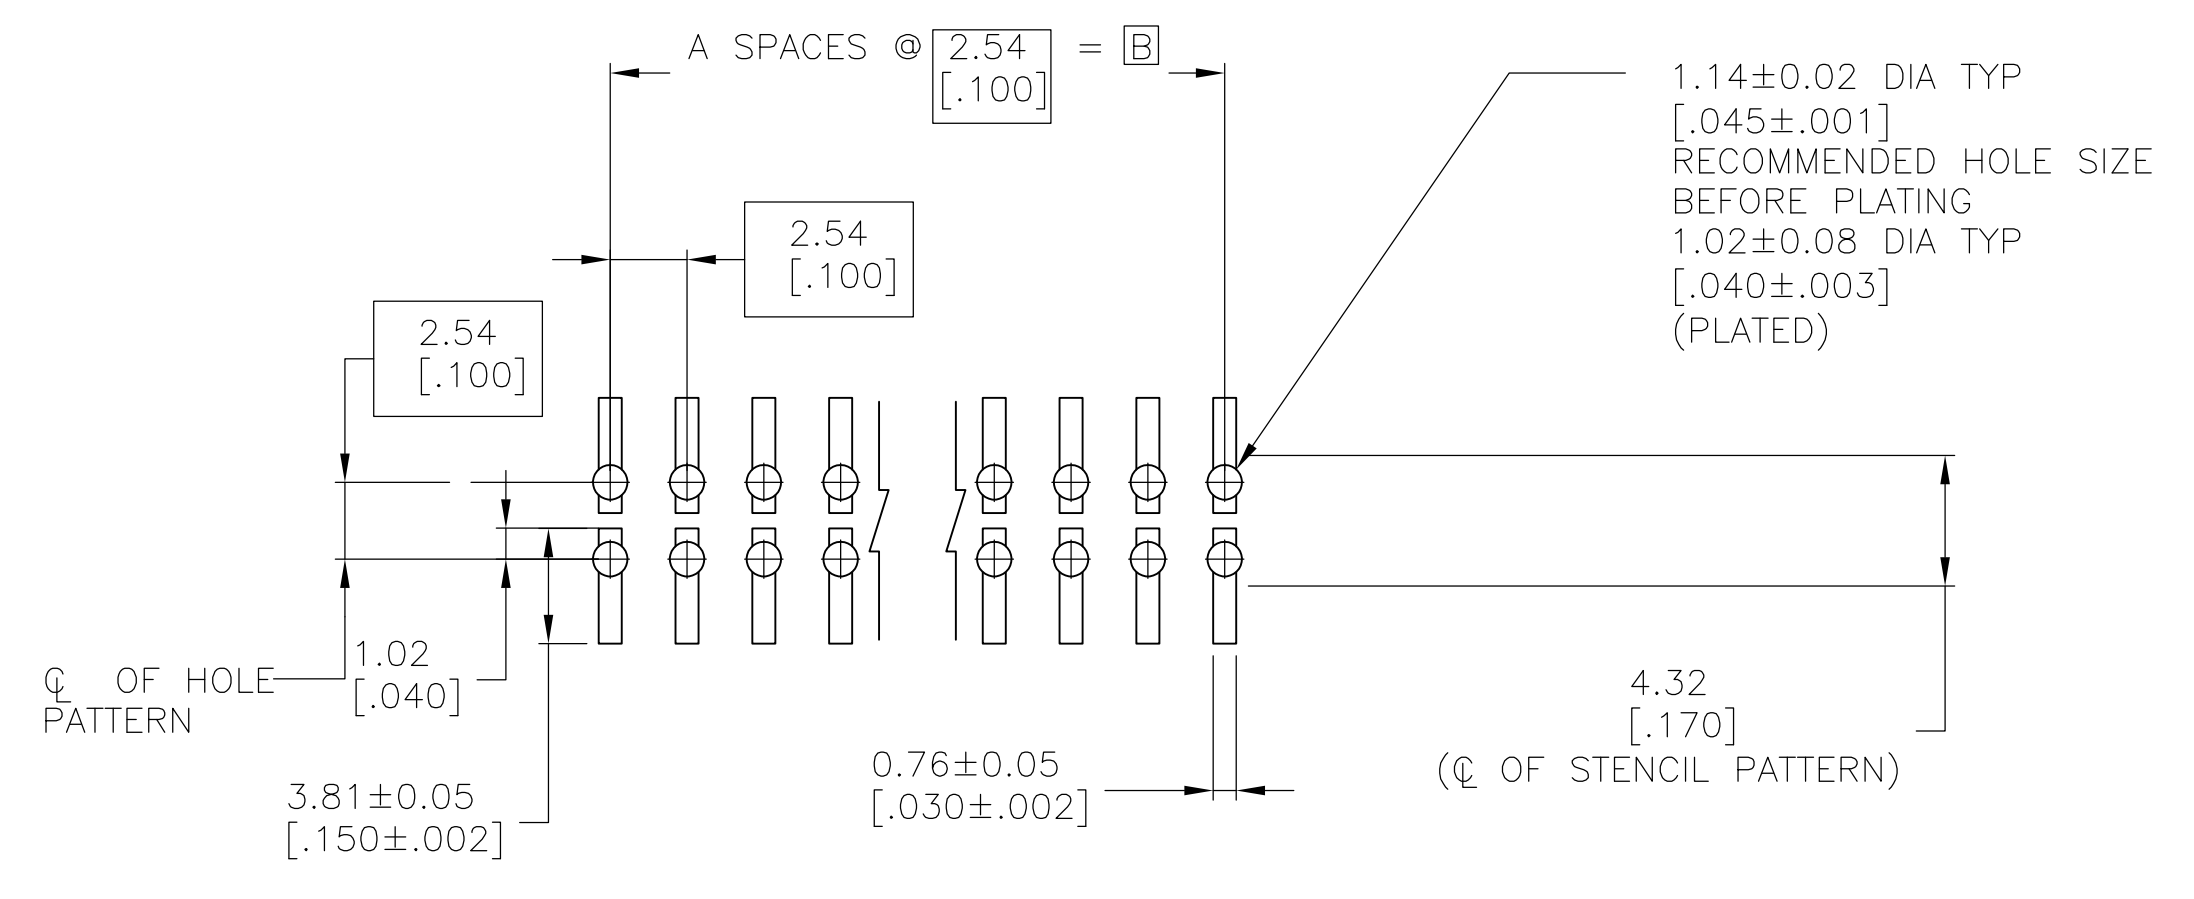 A SPACES @ 2.54 = B
[.100]
1.14±0.02 DIA TYP
[.045±.001]
RECOMMENDED HOLE SIZE
BEFORE PLATING
1.02±0.08 DIA TYP
[.040±.003]
(PLATED)
2.54
[.100]
2.54
[.100]
℄ OF HOLE
PATTERN
1.02
[.040]
3.81±0.05
[.150±.002]
0.76±0.05
[.030±.002]
4.32
[.170]
(℄ OF STENCIL PATTERN)